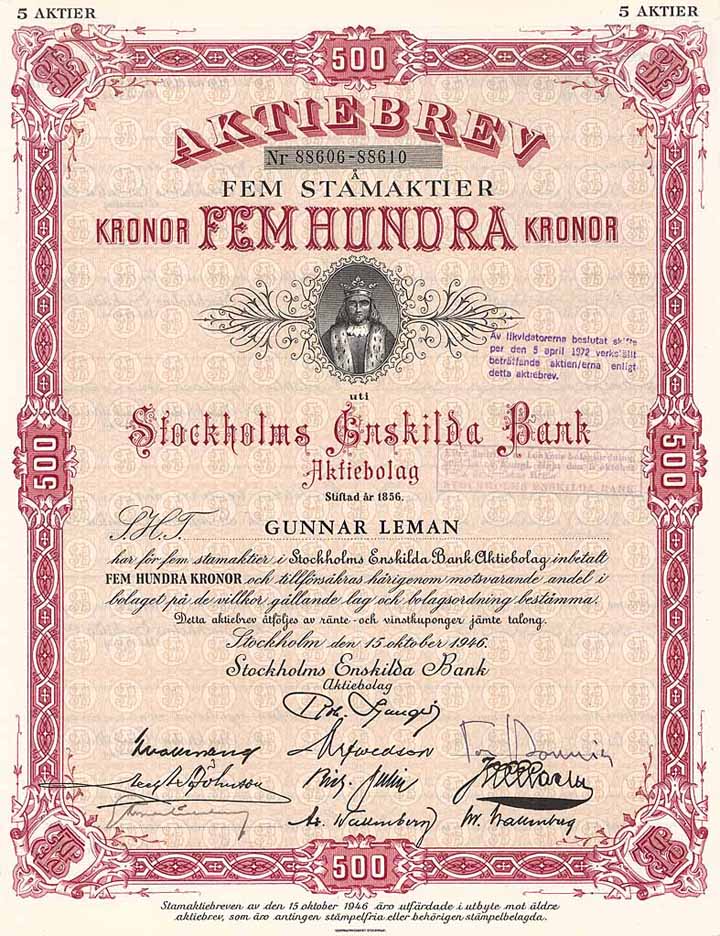 5 AKTIER 5 AKTIER
500
AKTIEBREV
Nr 88606-88610
Å
FEM STAMAKTIER
KRONOR FEMHUNDRA KRONOR
Av likvidatorerna beslutat skifte
per den 5 april 1972 verkställt
beträffande aktien/erna enligt
detta aktiebrev.
uti
Stockholms Enskilda Bank
Aktiebolag
Stiftad år 1856.
STOCKHOLMS ENSKILDA BANK
500 500
S.H.T. GUNNAR LEMAN
har för fem stamaktier i Stockholms Enskilda Bank Aktiebolag inbetalt
FEM HUNDRA KRONOR och tillförsäkras härigenom motsvarande andel i
bolaget på de villkor gällande lag och bolagsordning bestämma.
Detta aktiebrev åtföljes av ränte- och vinstkuponger jämte talong.
Stockholm den 15 oktober 1946.
Stockholms Enskilda Bank
Aktiebolag
500
Stamaktiebreven av den 15 oktober 1946 äro utfärdade i utbyte mot äldre
aktiebrev, som äro antingen stämpelfria eller behörigen stämpelbelagda.